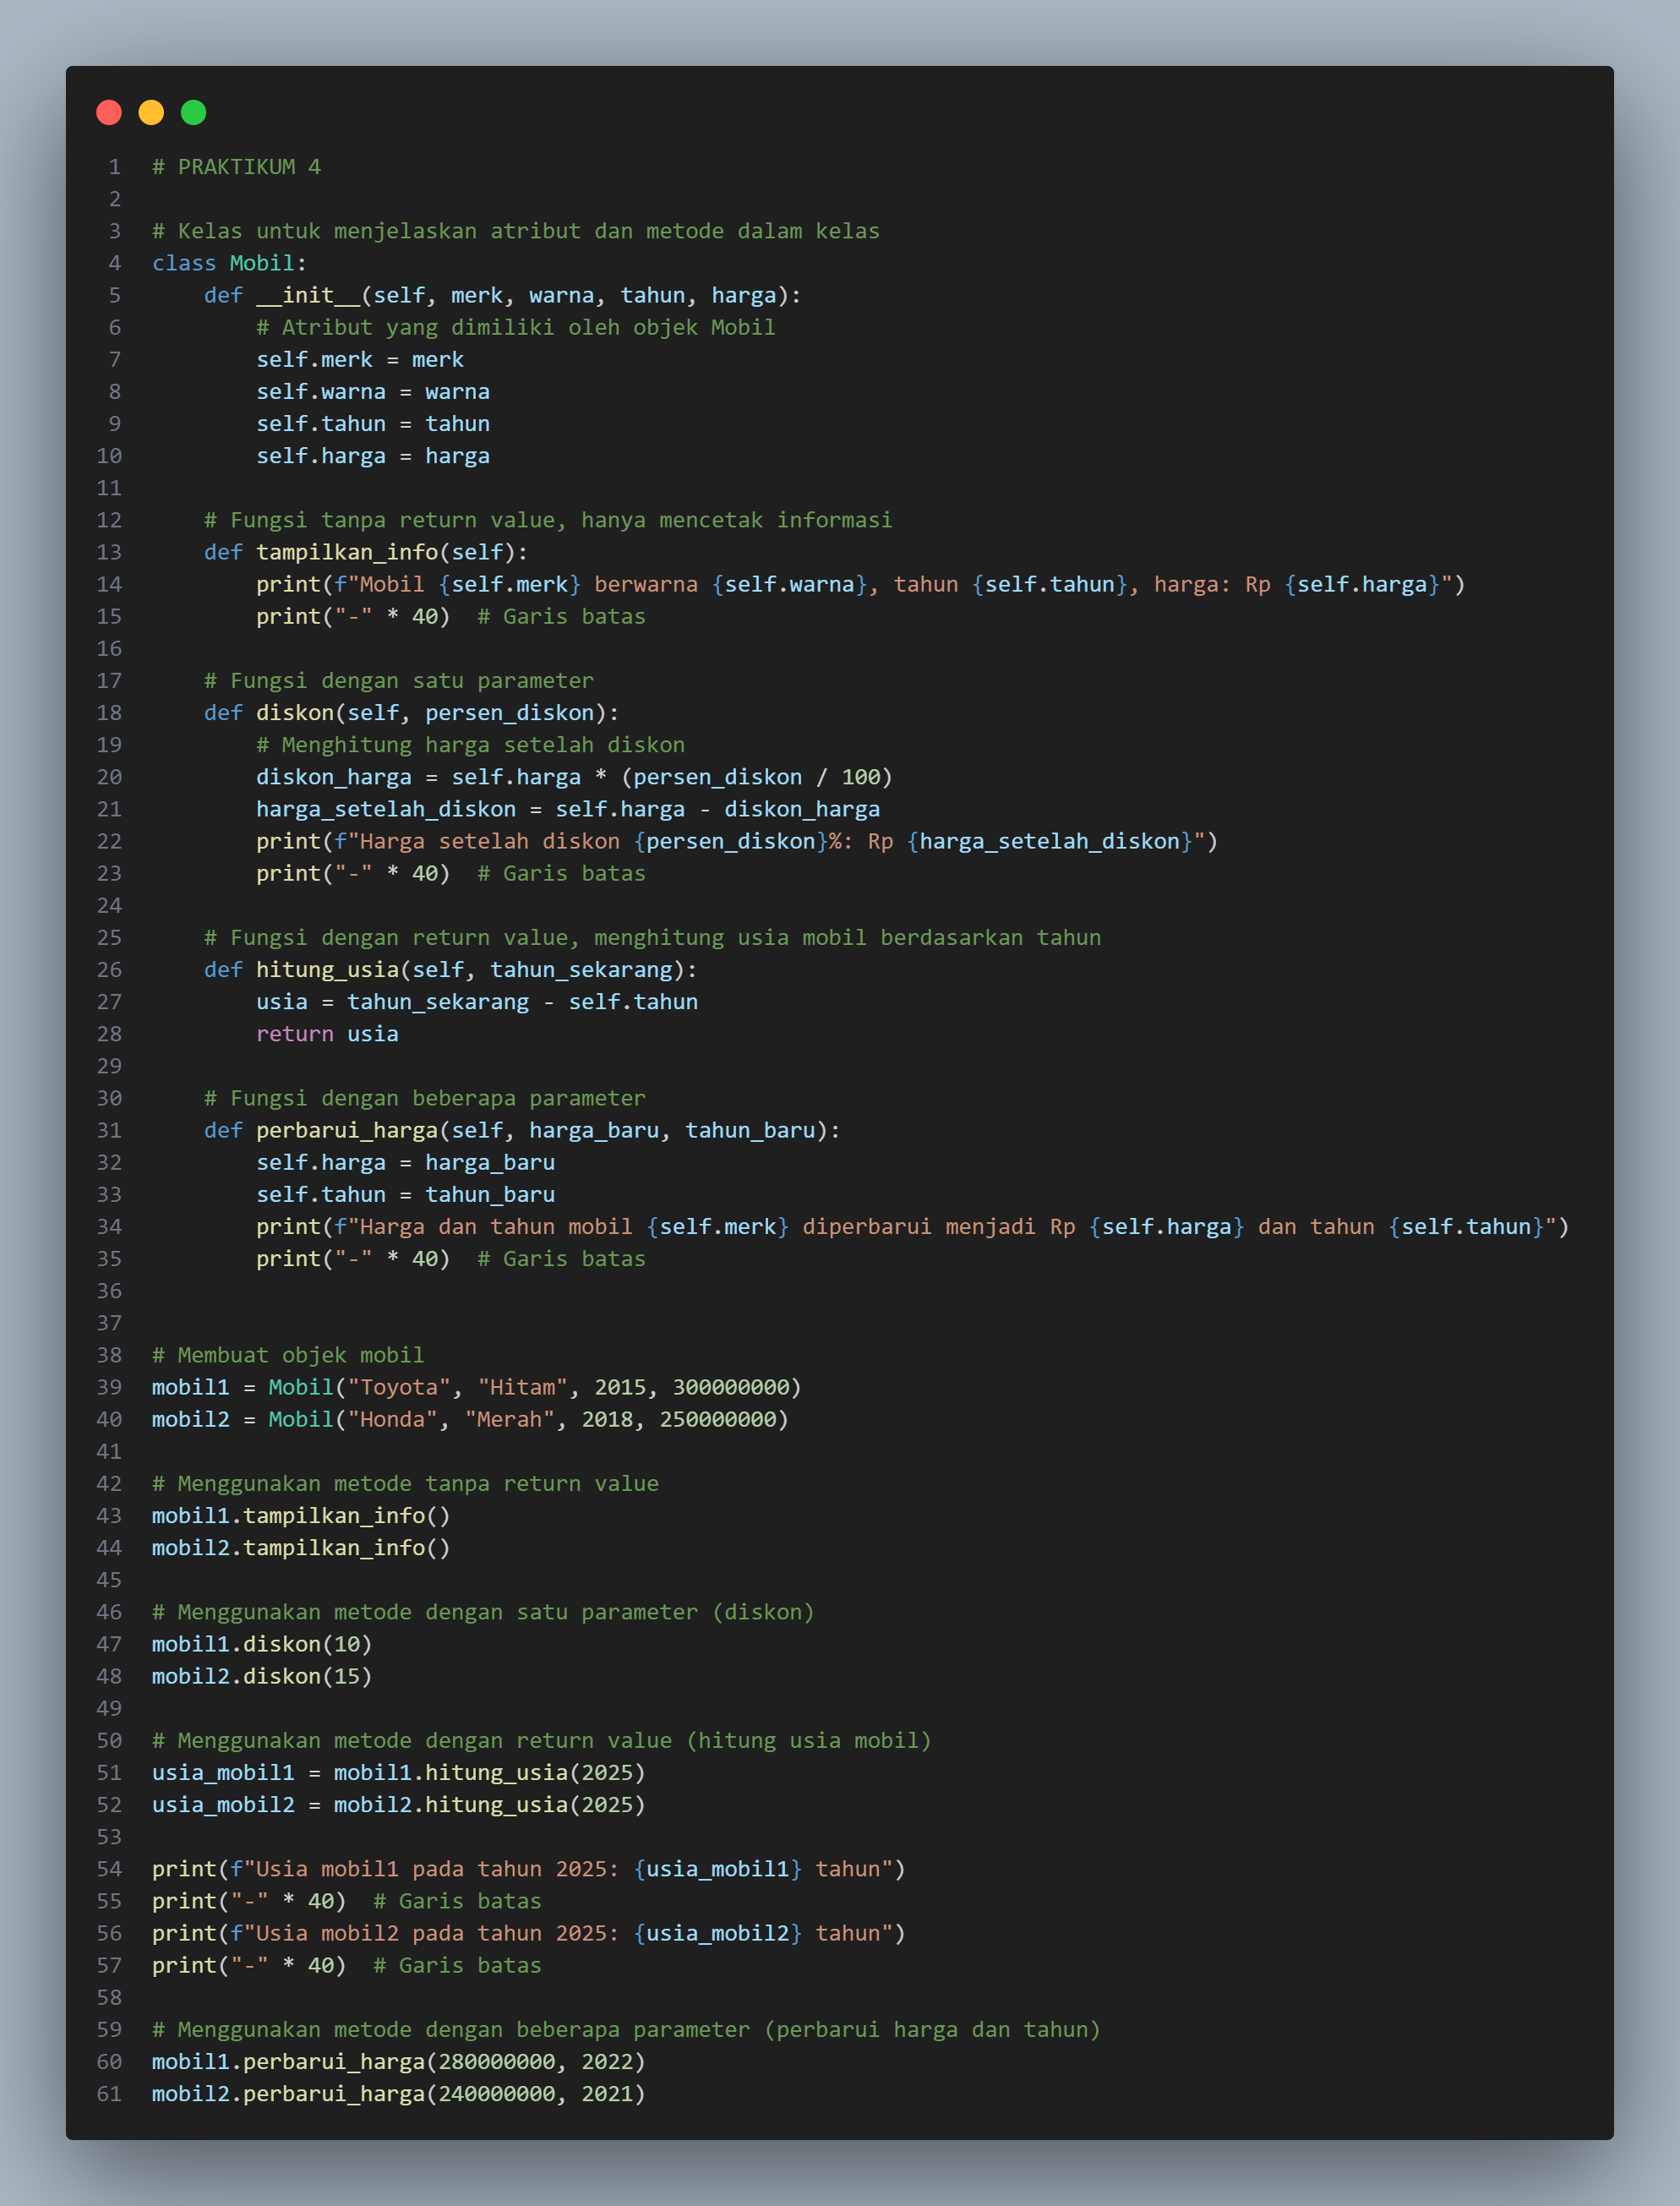 1 # PRAKTIKUM 4
2
3 # Kelas untuk menjelaskan atribut dan metode dalam kelas
4 class Mobil:
5     def __init__(self, merk, warna, tahun, harga):
6         # Atribut yang dimiliki oleh objek Mobil
7         self.merk = merk
8         self.warna = warna
9         self.tahun = tahun
10         self.harga = harga
11
12     # Fungsi tanpa return value, hanya mencetak informasi
13     def tampilkan_info(self):
14         print(f"Mobil {self.merk} berwarna {self.warna}, tahun {self.tahun}, harga: Rp {self.harga}")
15         print("-" * 40)  # Garis batas
16
17     # Fungsi dengan satu parameter
18     def diskon(self, persen_diskon):
19         # Menghitung harga setelah diskon
20         diskon_harga = self.harga * (persen_diskon / 100)
21         harga_setelah_diskon = self.harga - diskon_harga
22         print(f"Harga setelah diskon {persen_diskon}%: Rp {harga_setelah_diskon}")
23         print("-" * 40)  # Garis batas
24
25     # Fungsi dengan return value, menghitung usia mobil berdasarkan tahun
26     def hitung_usia(self, tahun_sekarang):
27         usia = tahun_sekarang - self.tahun
28         return usia
29
30     # Fungsi dengan beberapa parameter
31     def perbarui_harga(self, harga_baru, tahun_baru):
32         self.harga = harga_baru
33         self.tahun = tahun_baru
34         print(f"Harga dan tahun mobil {self.merk} diperbarui menjadi Rp {self.harga} dan tahun {self.tahun}")
35         print("-" * 40)  # Garis batas
36
37
38 # Membuat objek mobil
39 mobil1 = Mobil("Toyota", "Hitam", 2015, 300000000)
40 mobil2 = Mobil("Honda", "Merah", 2018, 250000000)
41
42 # Menggunakan metode tanpa return value
43 mobil1.tampilkan_info()
44 mobil2.tampilkan_info()
45
46 # Menggunakan metode dengan satu parameter (diskon)
47 mobil1.diskon(10)
48 mobil2.diskon(15)
49
50 # Menggunakan metode dengan return value (hitung usia mobil)
51 usia_mobil1 = mobil1.hitung_usia(2025)
52 usia_mobil2 = mobil2.hitung_usia(2025)
53
54 print(f"Usia mobil1 pada tahun 2025: {usia_mobil1} tahun")
55 print("-" * 40)  # Garis batas
56 print(f"Usia mobil2 pada tahun 2025: {usia_mobil2} tahun")
57 print("-" * 40)  # Garis batas
58
59 # Menggunakan metode dengan beberapa parameter (perbarui harga dan tahun)
60 mobil1.perbarui_harga(280000000, 2022)
61 mobil2.perbarui_harga(240000000, 2021)